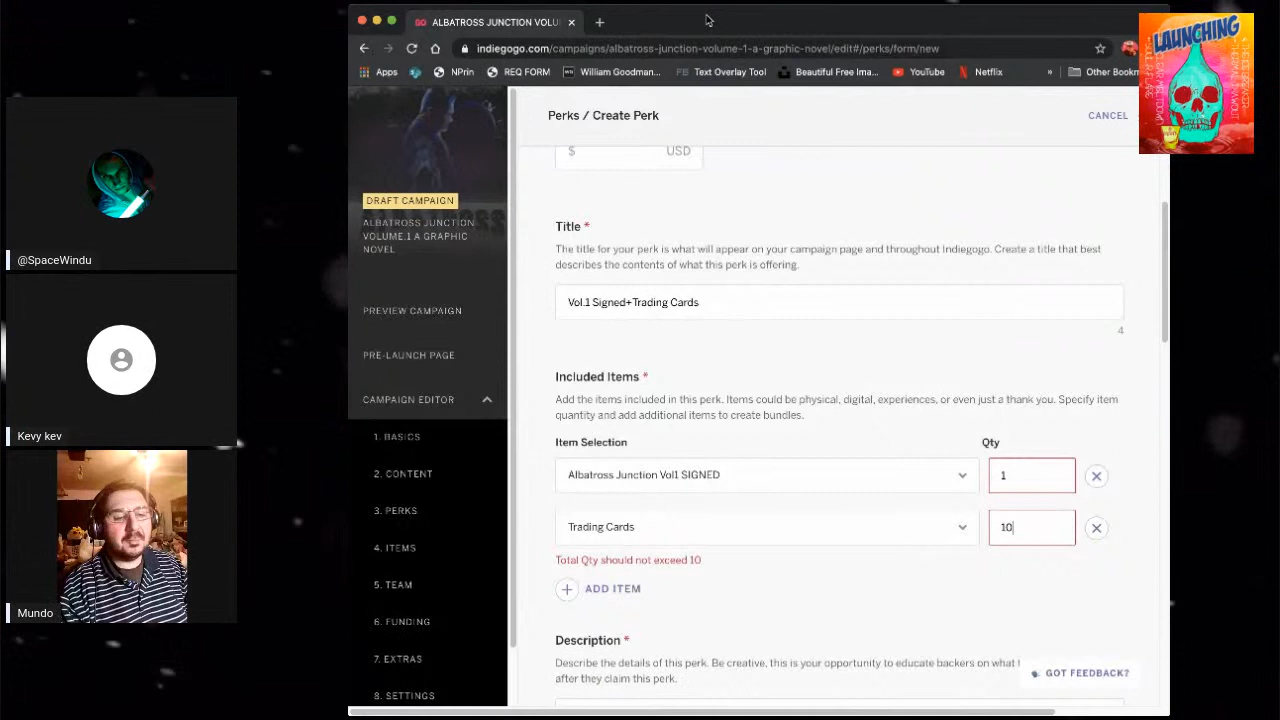 ALBATROSS JUNCTION VOLU
indiegogo.com/campaigns/albatross-junction-volume-1-a-graphic-novel/edit#/perks/form/new
Apps
NPrin
REQ FORM
William Goodman...
Text Overlay Tool
Beautiful Free Ima...
YouTube
Netflix
»
Other Bookm
LAUNCHING
Perks / Create Perk
CANCEL
$ USD
DRAFT CAMPAIGN
ALBATROSS JUNCTION
VOLUME.1 A GRAPHIC
NOVEL
PREVIEW CAMPAIGN
PRE-LAUNCH PAGE
CAMPAIGN EDITOR
1. BASICS
2. CONTENT
3. PERKS
4. ITEMS
5. TEAM
6. FUNDING
7. EXTRAS
8. SETTINGS
Title *
The title for your perk is what will appear on your campaign page and throughout Indiegogo. Create a title that best
describes the contents of what this perk is offering.
Vol.1 Signed+Trading Cards
4
Included Items *
Add the items included in this perk. Items could be physical, digital, experiences, or even just a thank you. Specify item
quantity and add additional items to create bundles.
Item Selection
Qty
Albatross Junction Vol1 SIGNED
1
Trading Cards
10
Total Qty should not exceed 10
ADD ITEM
Description *
Describe the details of this perk. Be creative, this is your opportunity to educate backers on what
after they claim this perk.
GOT FEEDBACK?
@SpaceWindu
Kevy kev
Mundo